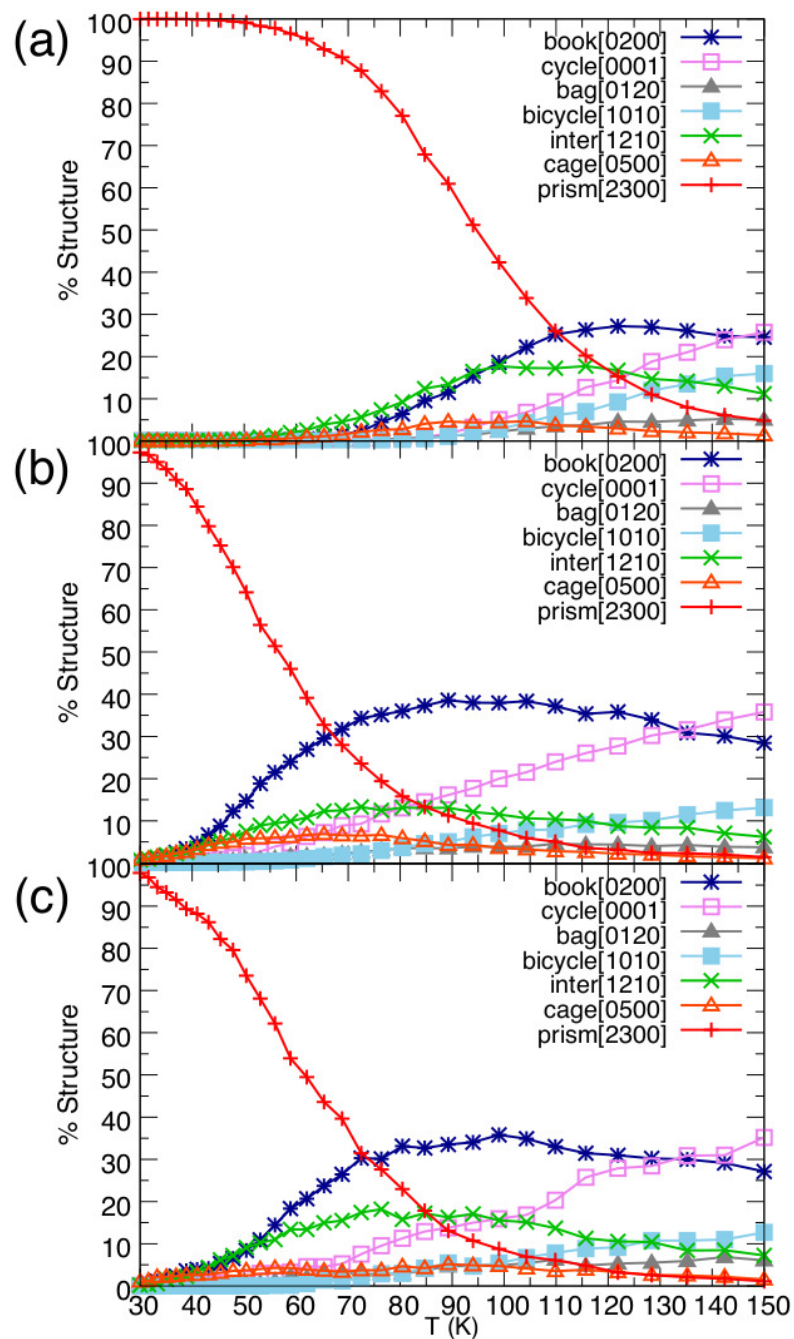 (a)
% Structure
100
90
80
70
60
50
40
30
20
10
book[0200]
cycle[0001]
bag[0120]
bicycle[1010]
inter[1210]
cage[0500]
prism[2300]
(b)
% Structure
100
90
80
70
60
50
40
30
20
10
book[0200]
cycle[0001]
bag[0120]
bicycle[1010]
inter[1210]
cage[0500]
prism[2300]
(c)
% Structure
100
90
80
70
60
50
40
30
20
10
0
book[0200]
cycle[0001]
bag[0120]
bicycle[1010]
inter[1210]
cage[0500]
prism[2300]
30 40 50 60 70 80 90 100 110 120 130 140 150
T (K)